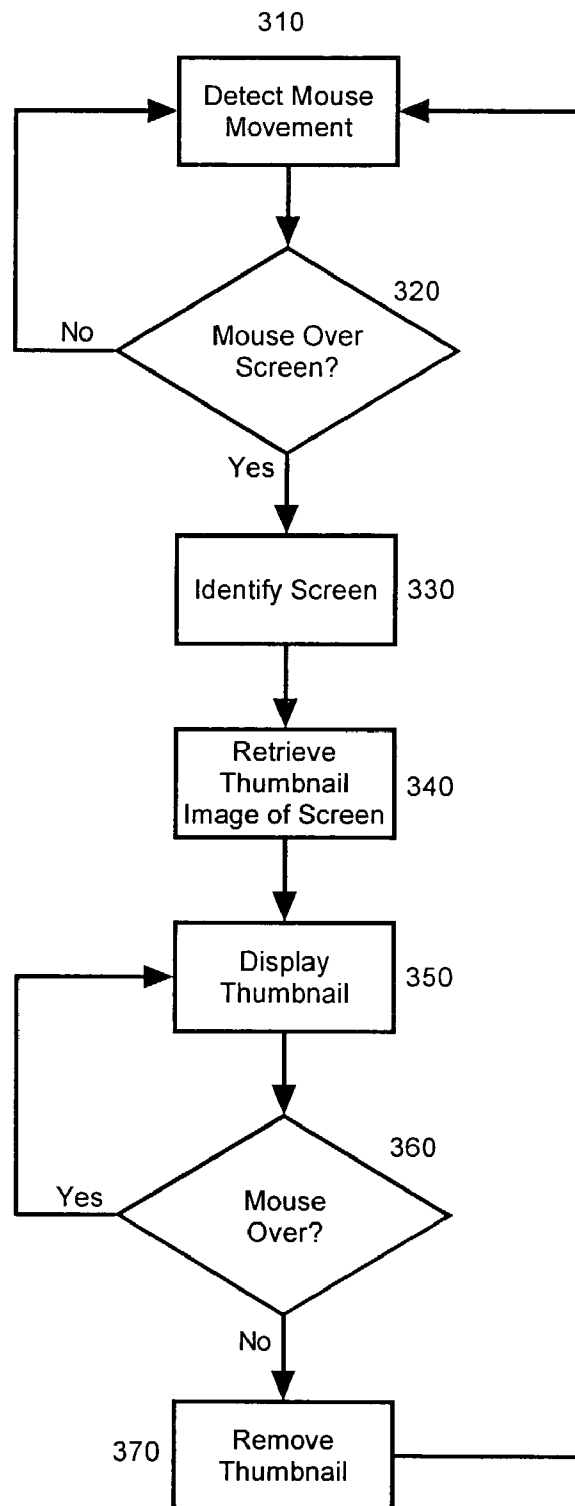 310
Detect Mouse
Movement
320
Mouse Over
Screen?
No
Yes
Identify Screen
330
Retrieve
Thumbnail
Image of Screen
340
Display
Thumbnail
350
360
Yes
Mouse
Over?
No
370
Remove
Thumbnail